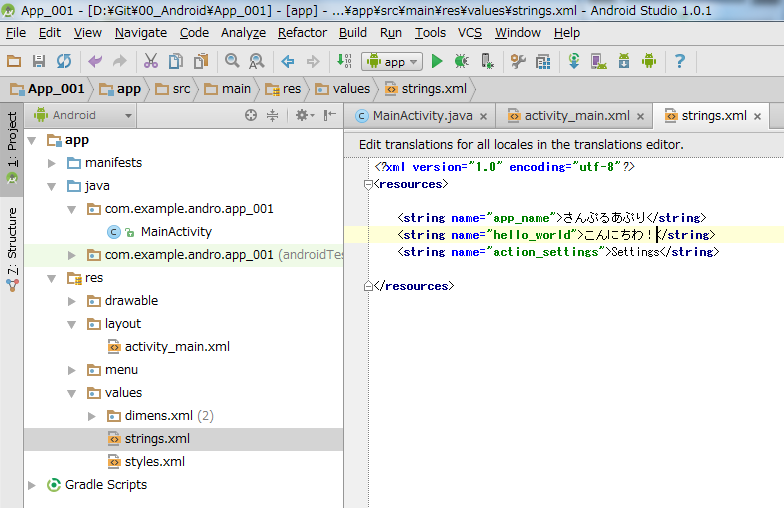 App_001 - [D:¥Git¥00_Android¥App_001] - [app] - ...¥app¥src¥main¥res¥values¥strings.xml - Android Studio 1.0.1
File Edit View Navigate Code Analyze Refactor Build Run Tools VCS Window Help
app
App_001 app src main res values strings.xml
Android
MainActivity.java activity_main.xml strings.xml
1: Project
7: Structure
app
manifests
java
com.example.andro.app_001
MainActivity
com.example.andro.app_001 (androidTes
res
drawable
layout
activity_main.xml
menu
values
dimens.xml (2)
strings.xml
styles.xml
Gradle Scripts
Edit translations for all locales in the translations editor.
<?xml version="1.0" encoding="utf-8"?>
<resources>
<string name="app_name">さんぷるあぷり</string>
<string name="hello_world">こんにちわ！</string>
<string name="action_settings">Settings</string>
</resources>